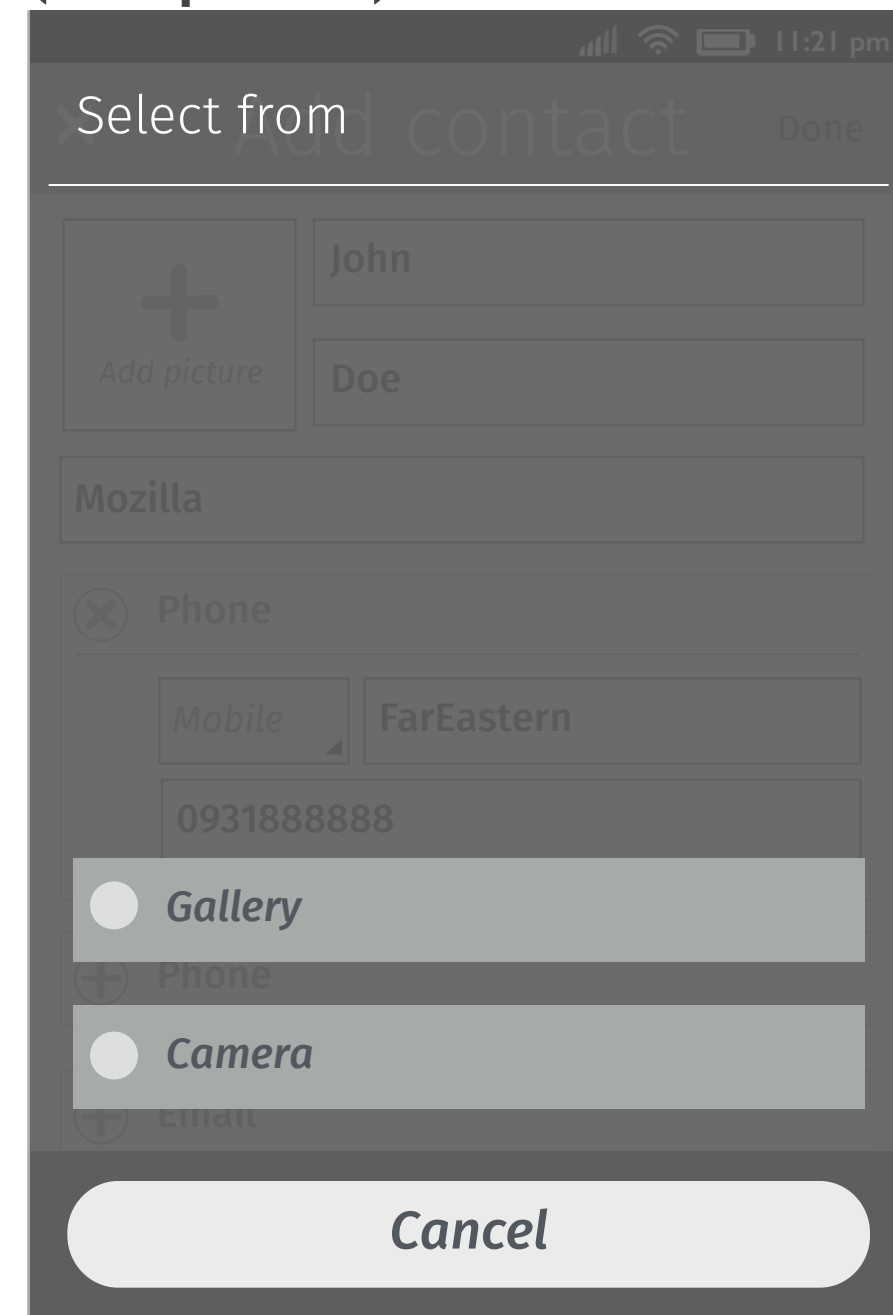 11:21 pm
Select from
Add contact
Done
John
Add picture
Doe
Mozilla
Phone
Mobile
FarEastern
0931888888
Gallery
Phone
Camera
Email
Cancel